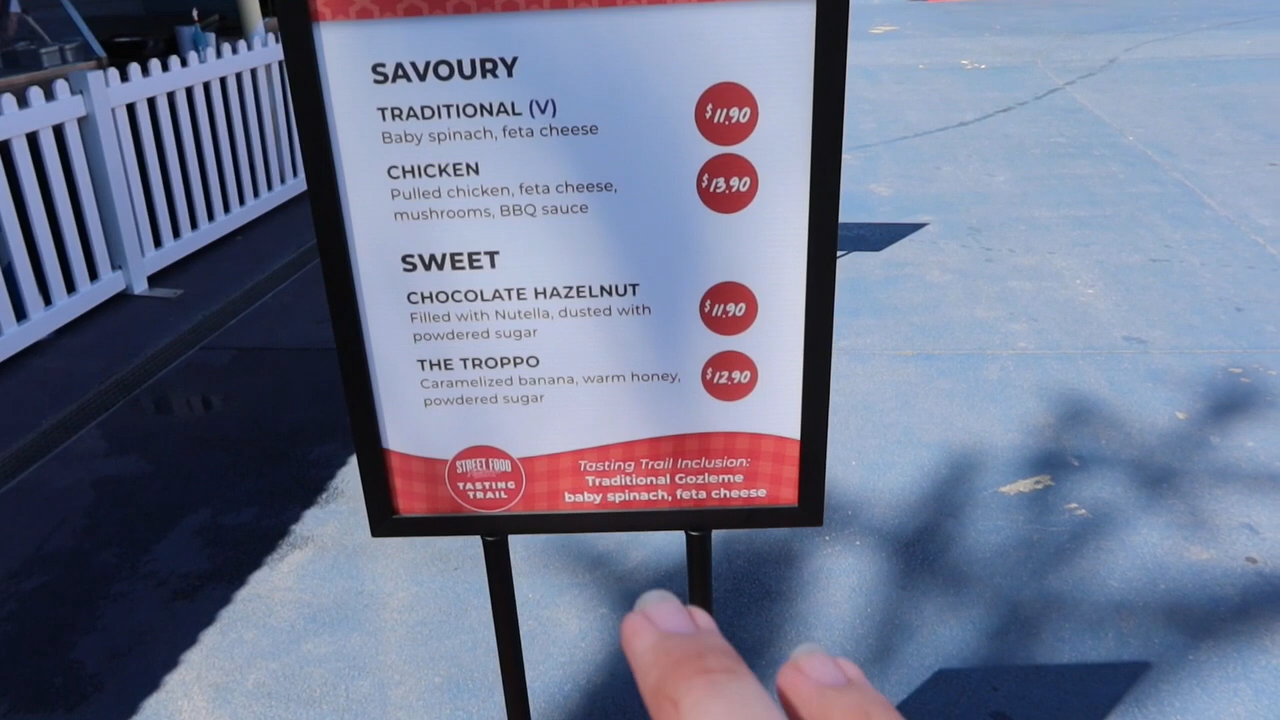 SAVOURY
TRADITIONAL (V)
$11.90
Baby spinach, feta cheese
CHICKEN
$13.90
Pulled chicken, feta cheese,
mushrooms, BBQ sauce
SWEET
CHOCOLATE HAZELNUT
$11.90
Filled with Nutella, dusted with
powdered sugar
THE TROPPO
$12.90
Caramelized banana, warm honey,
powdered sugar
STREET FOOD
TASTING
TRAIL
Tasting Trail Inclusion:
Traditional Gozleme
baby spinach, feta cheese